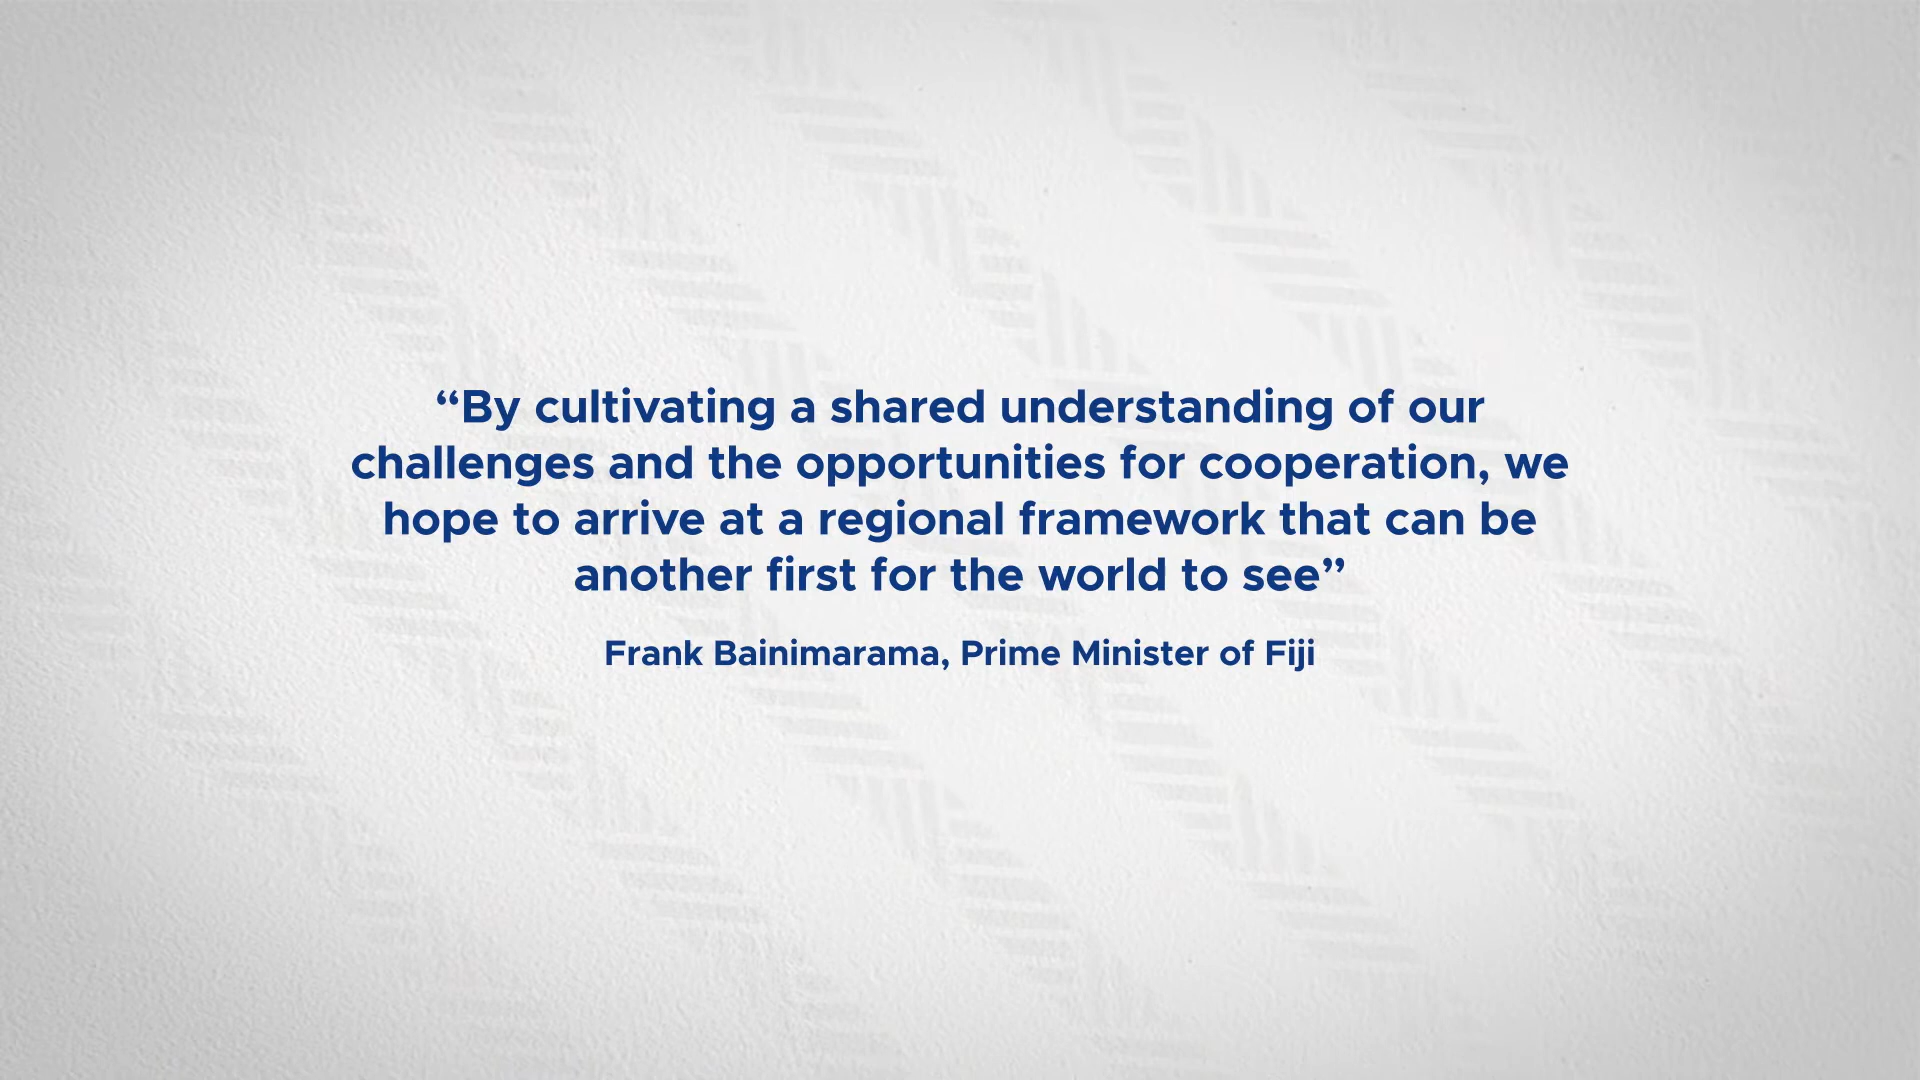 “By cultivating a shared understanding of our
challenges and the opportunities for cooperation, we
hope to arrive at a regional framework that can be
another first for the world to see”
Frank Bainimarama, Prime Minister of Fiji